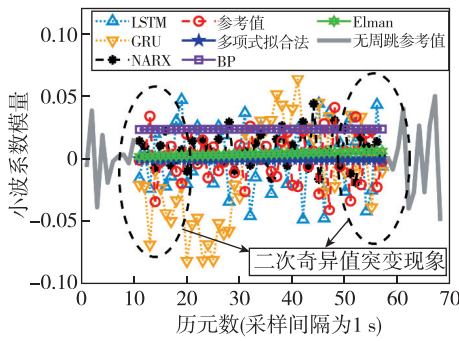 LSTM
参考值
Elman
GRU
多项式拟合法
无周跳参考值
NARX
BP
0.10
0.05
0
−0.05
−0.10
小波系数模量
二次奇异值突变现象
0 10 20 30 40 50 60 70
历元数(采样间隔为1 s)